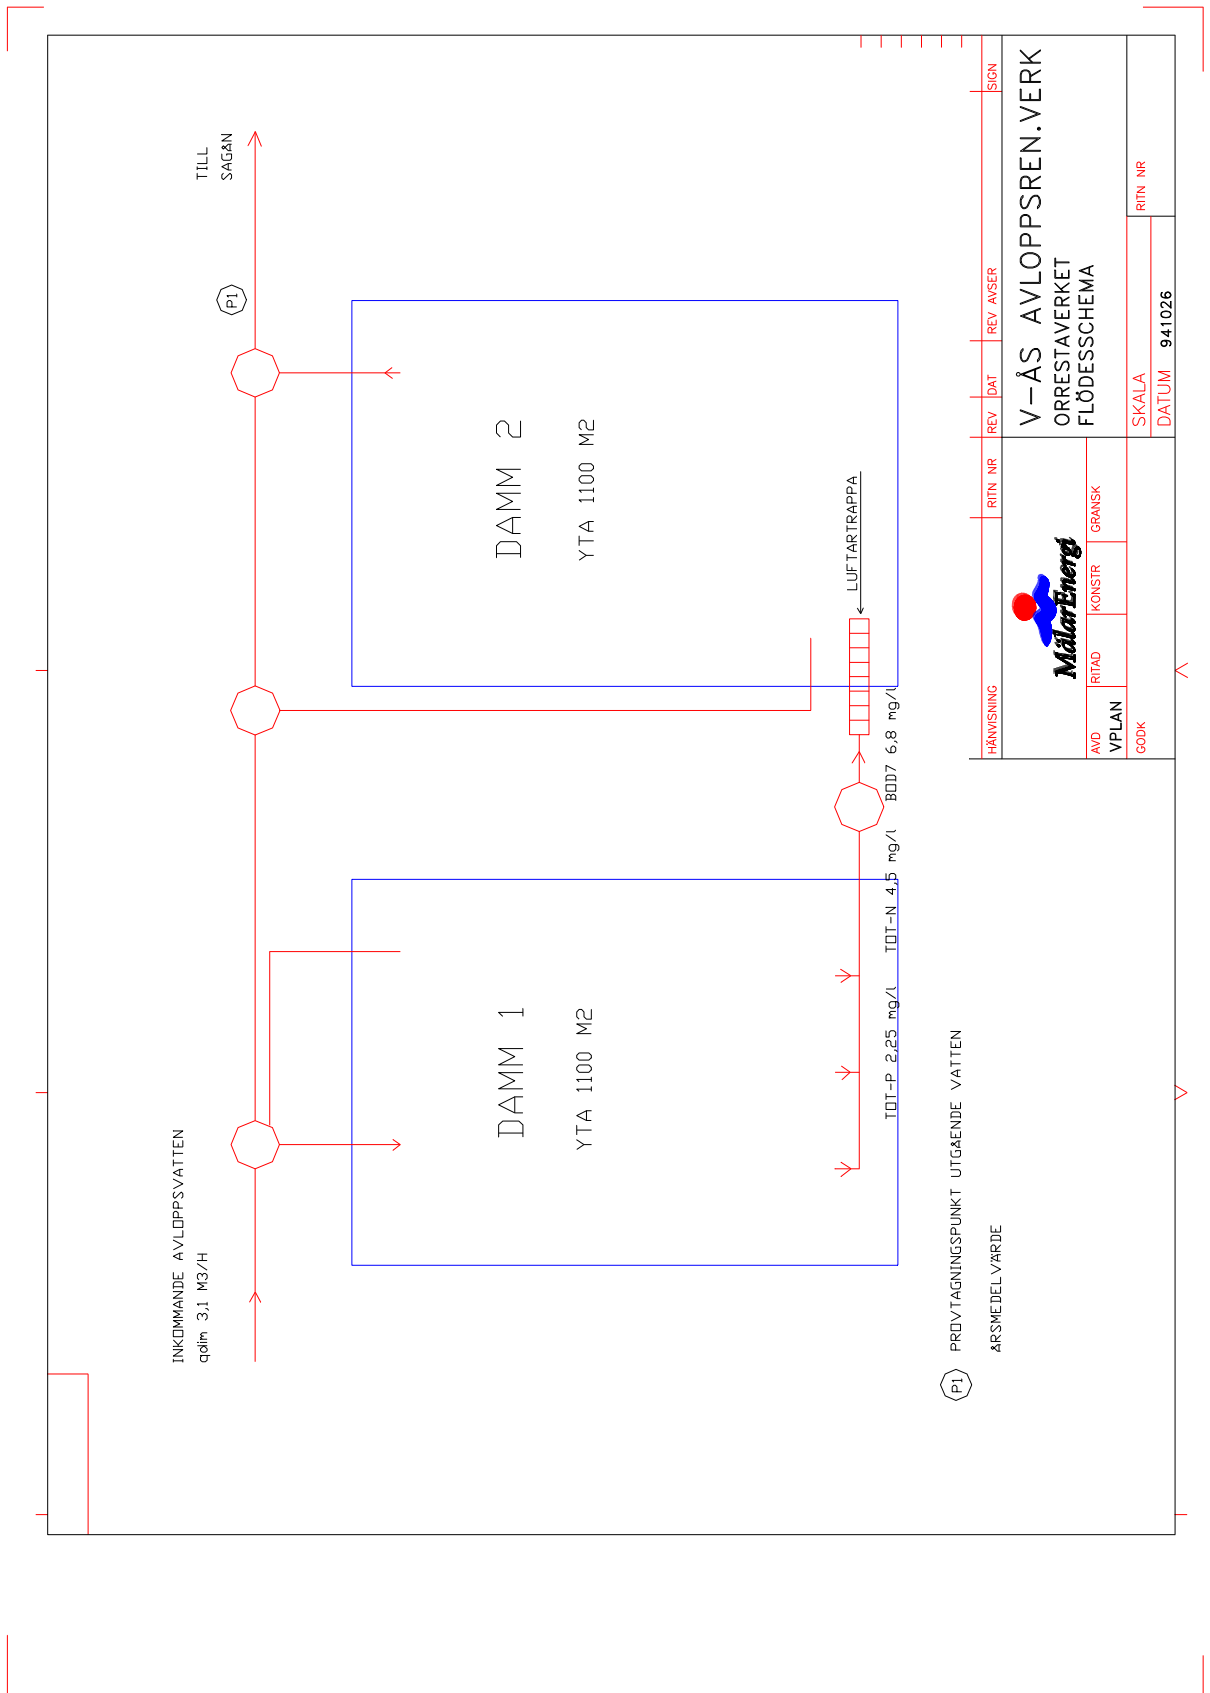 INKOMMANDE AVLOPPSVATTEN
qdim 3,1 M3/H
TILL
SAGÅN
P1
DAMM 1
YTA 1100 M2
DAMM 2
YTA 1100 M2
LUFTARTRAPPA
TOT-P 2,25 mg/l TOT-N 4,5 mg/l BOD7 6,8 mg/l
P1 PROVTAGNINGSPUNKT UTGÅENDE VATTEN
ÅRSMEDELVÄRDE
HÄNVISNING RITN NR REV DAT REV AVSER SIGN
MälarEnergi
V-ÅS AVLOPPSREN.VERK
ORRESTAVERKET
FLÖDESSCHEMA
AVD RITAD KONSTR GRANSK
VPLAN
GODK
SKALA
RITN NR
DATUM 941026